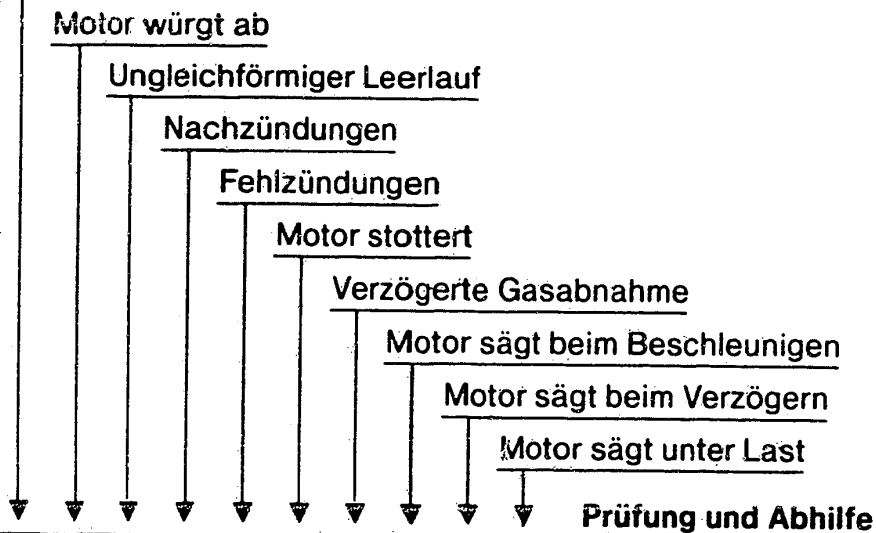 Motor würgt ab
Ungleichförmiger Leerlauf
Nachzündungen
Fehlzündungen
Motor stottert
Verzögerte Gasabnahme
Motor sägt beim Beschleunigen
Motor sägt beim Verzögern
Motor sägt unter Last
Prüfung und Abhilfe